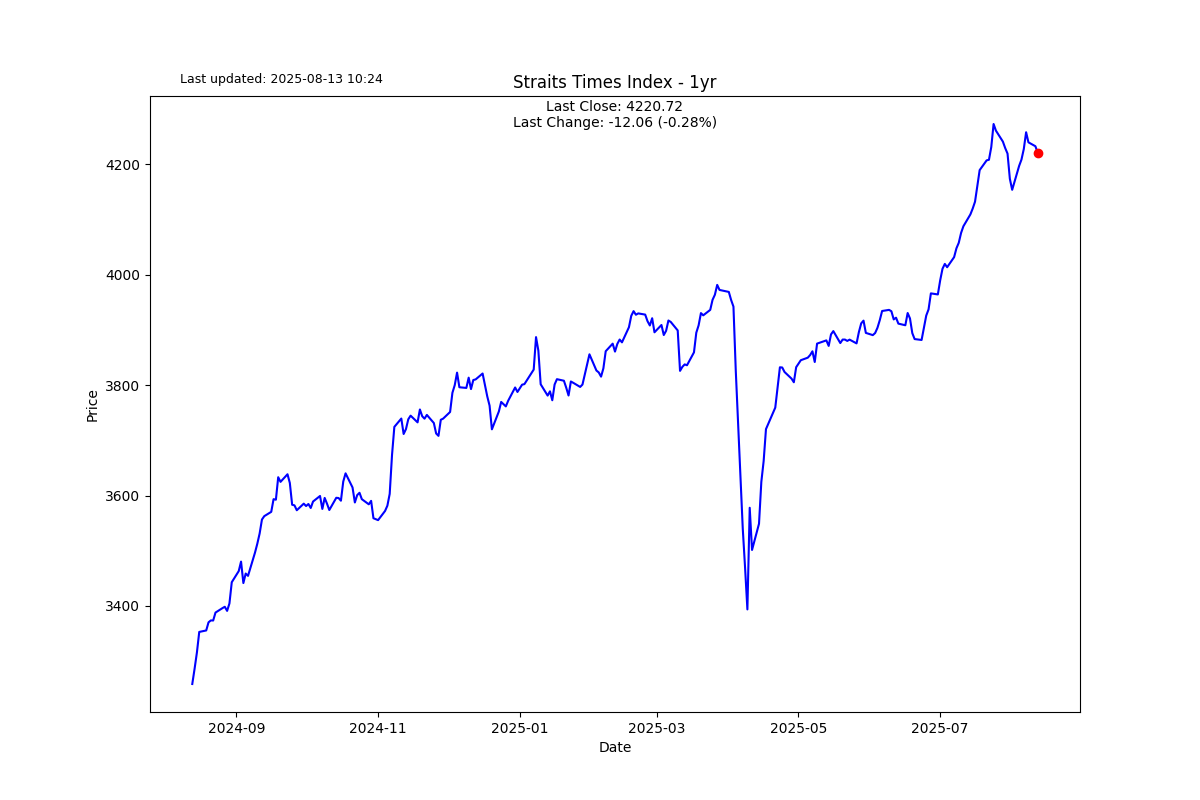 Last updated: 2025-08-13 10:24
Straits Times Index - 1yr
Last Close: 4220.72
Last Change: -12.06 (-0.28%)
4200
4000
3800
3600
3400
Price
2024-09
2024-11
2025-01
2025-03
2025-05
2025-07
Date